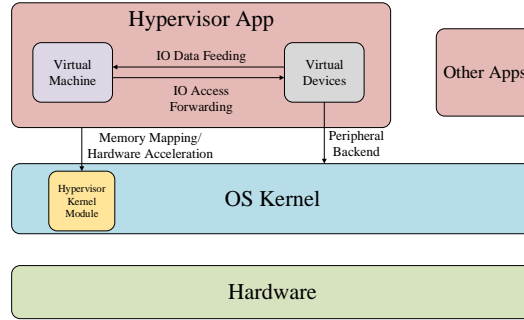 Hypervisor App
Virtual
Machine
IO Data Feeding
IO Access
Forwarding
Virtual
Devices
Other Apps
Memory Mapping/
Hardware Acceleration
Peripheral
Backend
Hypervisor
Kernel
Module
OS Kernel
Hardware